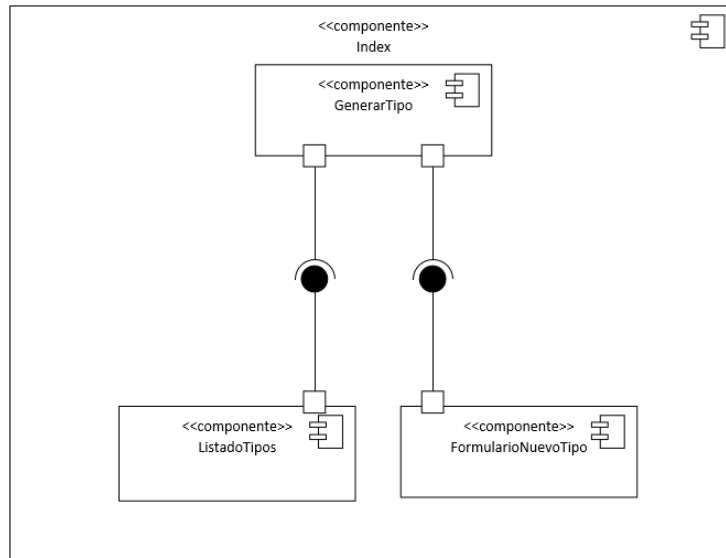 <<componente>>
Index
<<componente>>
GenerarTipo
<<componente>>
ListadoTipos
<<componente>>
FormularioNuevoTipo